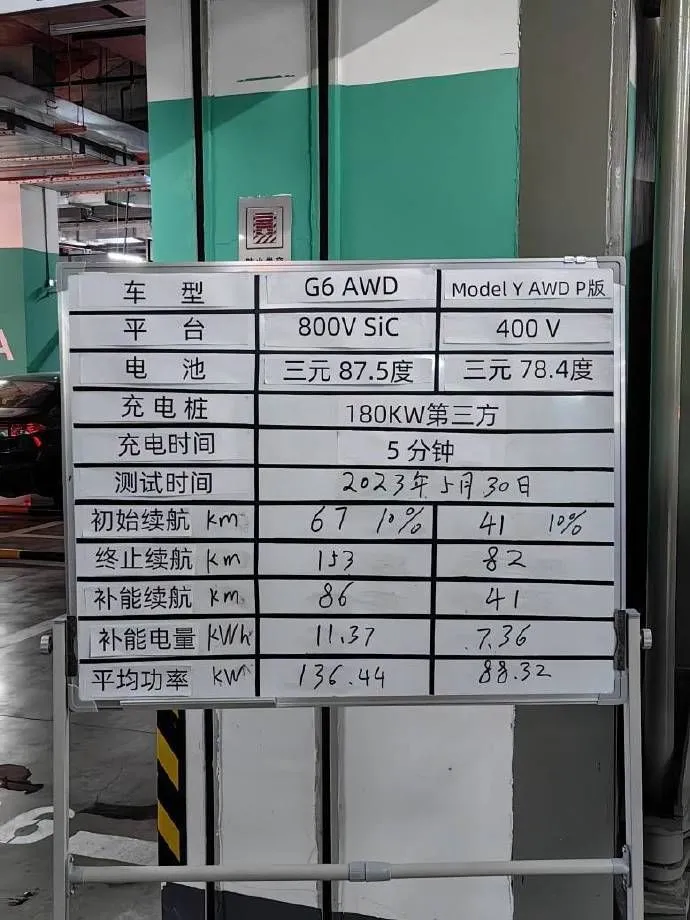 车 型 G6 AWD Model Y AWD P版
平 台 800V SiC 400 V
电 池 三元 87.5度 三元 78.4度
充电桩 180KW第三方
充电时间 5 分钟
测试时间 2023年5月30日
初始续航 km 67 10% 41 10%
终止续航 km 153 82
补能续航 km 86 41
补能电量 kWh 11.37 7.36
平均功率 kW 136.44 88.32
A